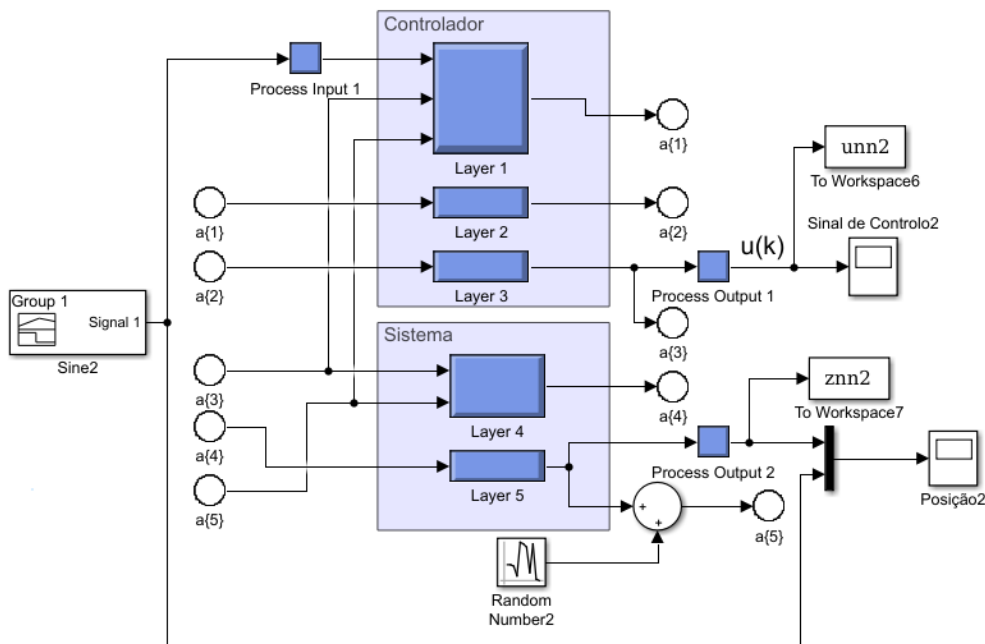 Controlador
Process Input 1
Layer 1
a{1}
unn2
To Workspace6
a{1}
Layer 2
a{2}
Sinal de Controlo2
u(k)
a{2}
Layer 3
Process Output 1
Group 1
Signal 1
Sine2
Sistema
a{3}
a{3}
Layer 4
a{4}
znn2
To Workspace7
a{4}
Layer 5
Process Output 2
Posição2
a{5}
+
+
a{5}
Random
Number2